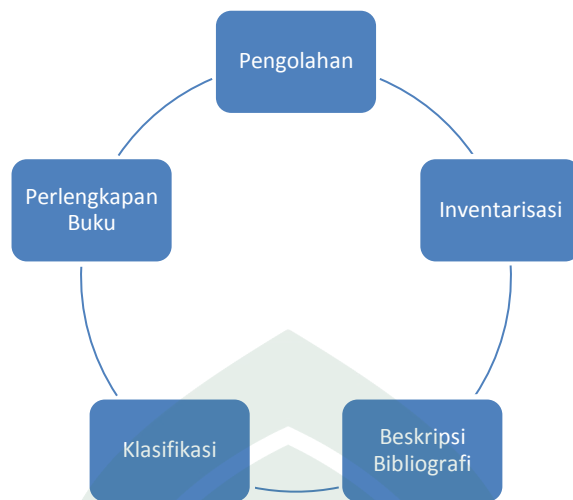 Pengolahan
Inventarisasi
Beskripsi
Bibliografi
Klasifikasi
Perlengkapan
Buku